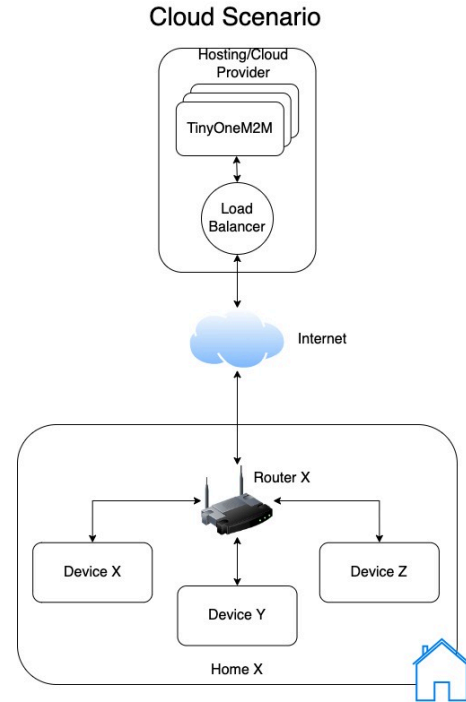 Cloud Scenario
Hosting/Cloud
Provider
TinyOneM2M
Load
Balancer
Internet
Router X
Device X
Device Z
Device Y
Home X